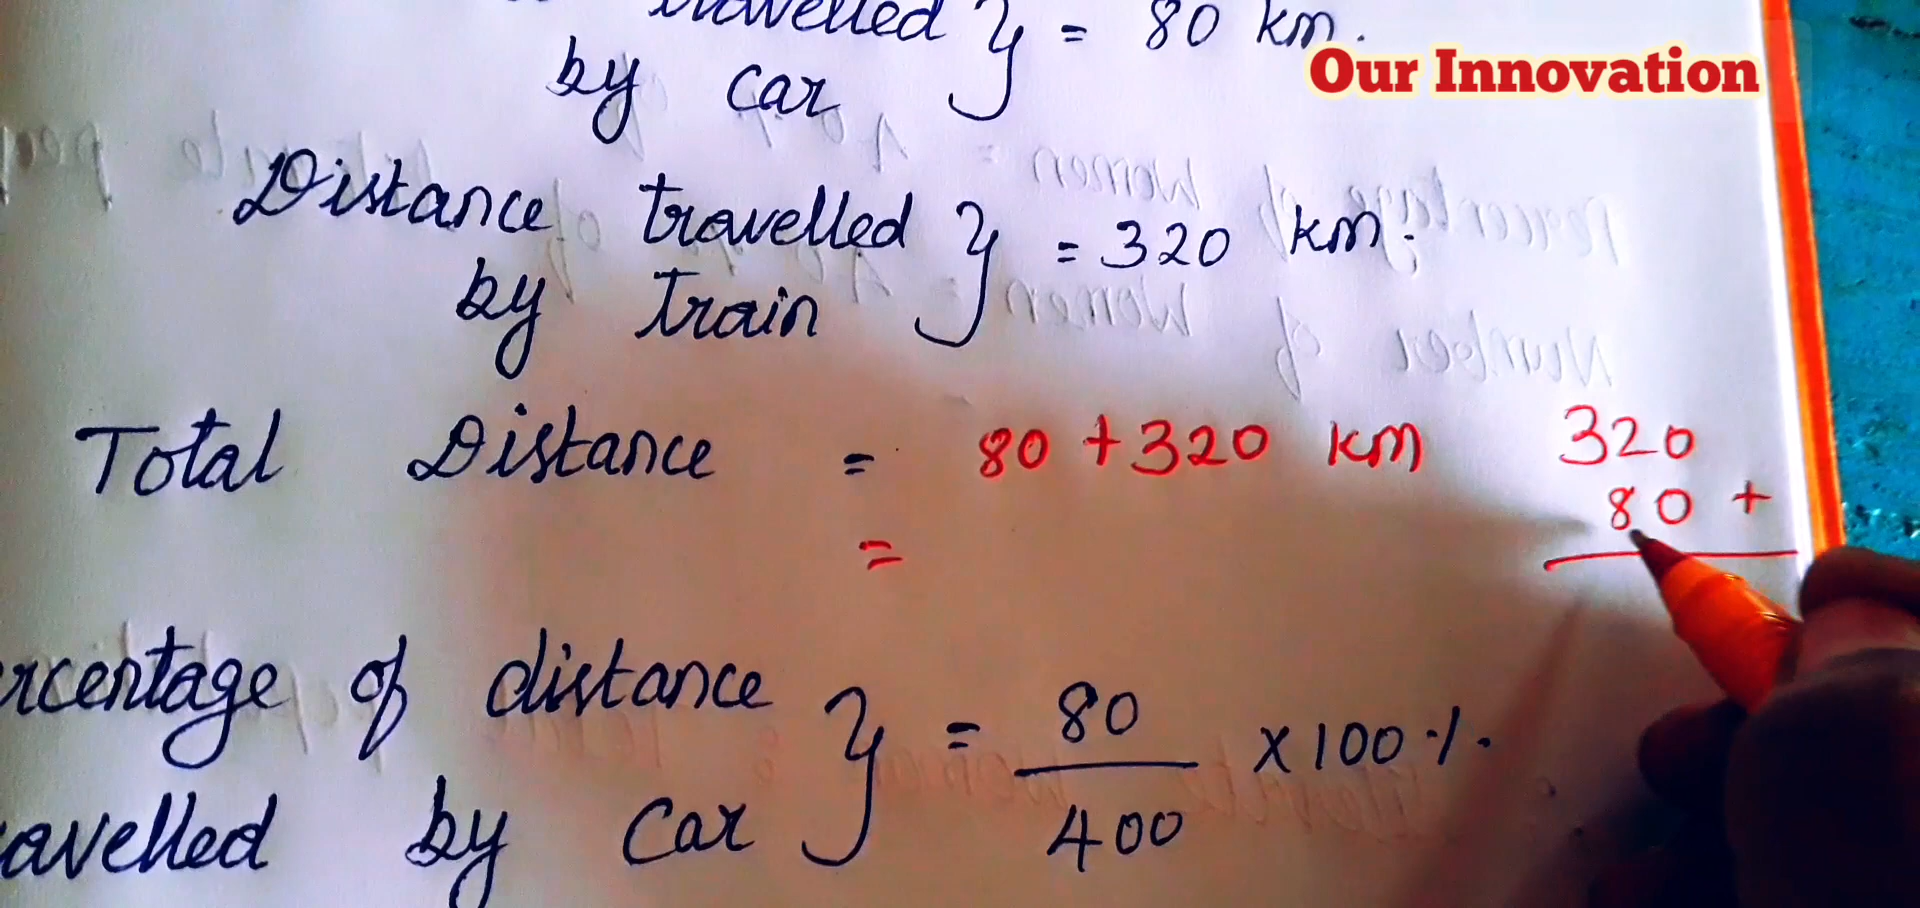 travelled } = 80 km.
by car
Our Innovation
Distance travelled } = 320 km.
by train
Total Distance = 80 + 320 km
320
80 +
=
rcentage of distance } = 80/400 x 100 %.
avelled by car